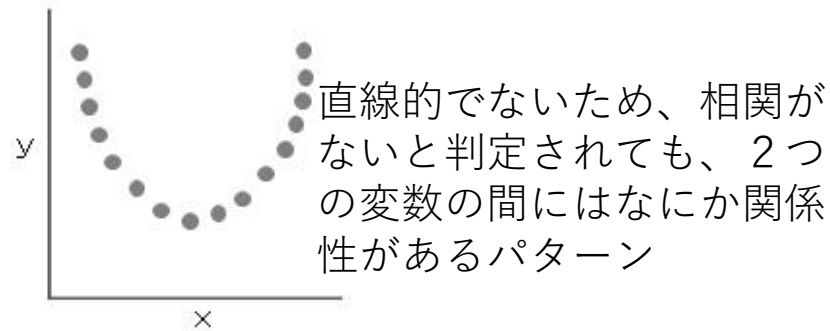 y
直線的でないため、相関が
ないと判定されても、２つ
の変数の間にはなにか関係
性があるパターン
x